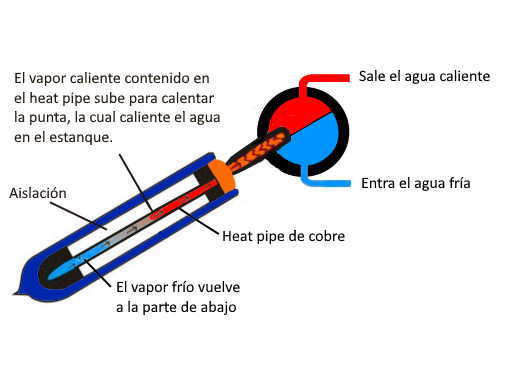 El vapor caliente contenido en
el heat pipe sube para calentar
la punta, la cual caliente el agua
en el estanque.
Sale el agua caliente
Entra el agua fría
Aislación
Heat pipe de cobre
El vapor frío vuelve
a la parte de abajo